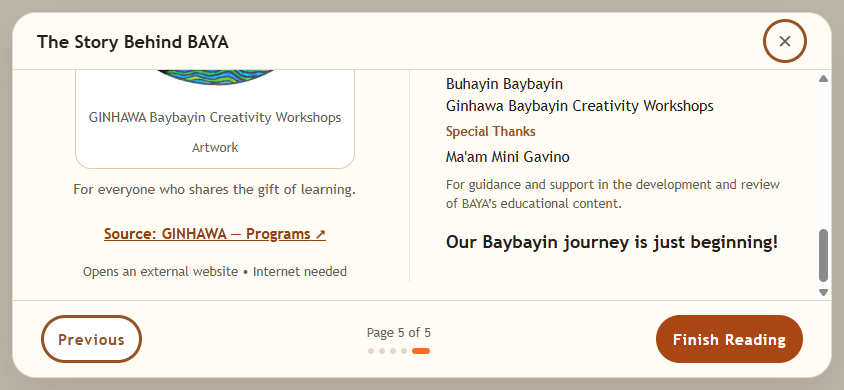 The Story Behind BAYA
GINHAWA Baybayin Creativity Workshops
Artwork
For everyone who shares the gift of learning.
Source: GINHAWA — Programs ↗
Opens an external website • Internet needed
Buhayin Baybayin
Ginhawa Baybayin Creativity Workshops
Special Thanks
Ma'am Mini Gavino
For guidance and support in the development and review
of BAYA's educational content.
Our Baybayin journey is just beginning!
Previous
Page 5 of 5
Finish Reading